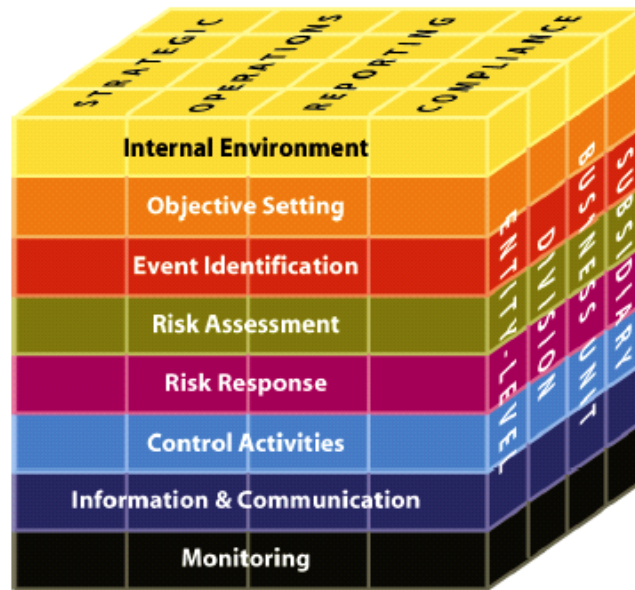 STRATEGIC
OPERATIONS
REPORTING
COMPLIANCE
Internal Environment
Objective Setting
Event Identification
Risk Assessment
Risk Response
Control Activities
Information & Communication
Monitoring
ENTITY-LEVEL
DIVISION
BUSINESS UNIT
SUBSIDIARY